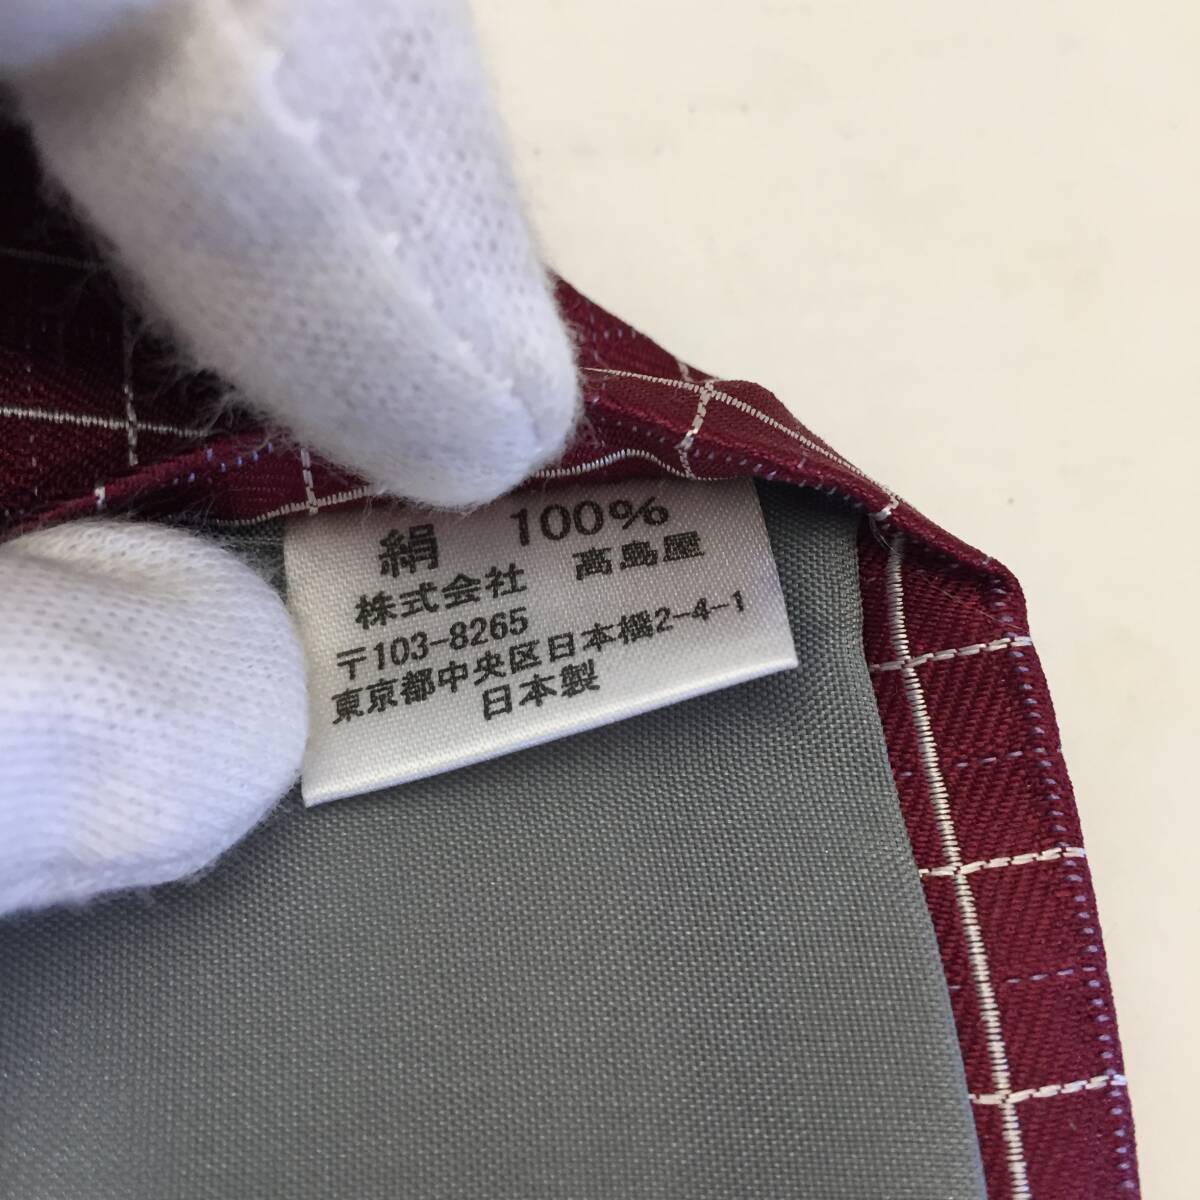 絹 100%
株式会社 高島屋
〒103-8265
東京都中央区日本橋2-4-1
日本製